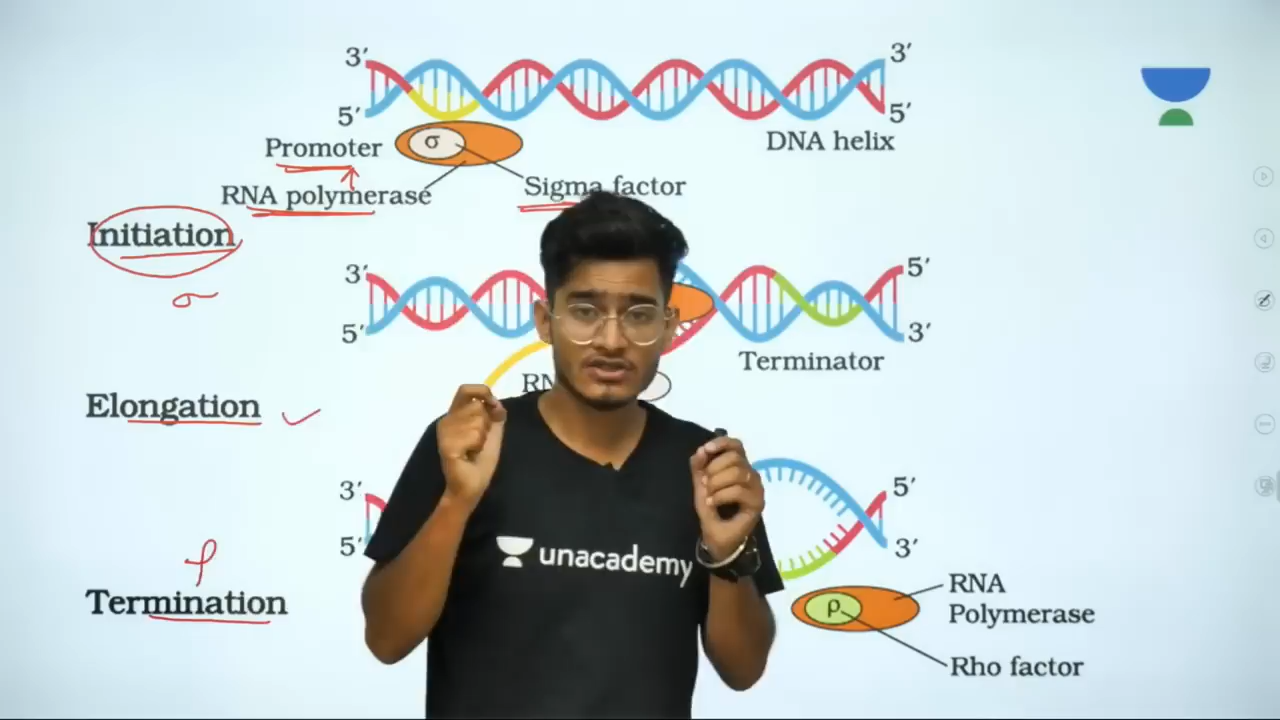 3′
3′
5′
5′
σ
Promoter
DNA helix
RNA polymerase
Sigma factor
Initiation
σ
3′
5′
5′
3′
Terminator
RN
Elongation
3′
5′
5′
3′
ρ
unacademy
Termination
RNA
Polymerase
ρ
Rho factor